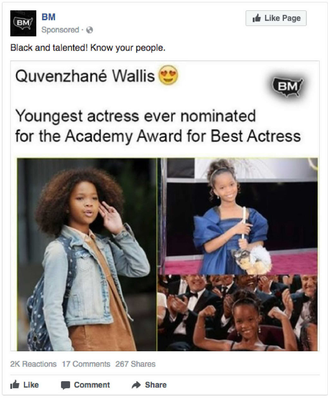 BM
BM
Like Page
Sponsored ·
Black and talented! Know your people.
Quvenzhané Wallis
BM
Youngest actress ever nominated
for the Academy Award for Best Actress
2K Reactions 17 Comments 267 Shares
Like Comment Share